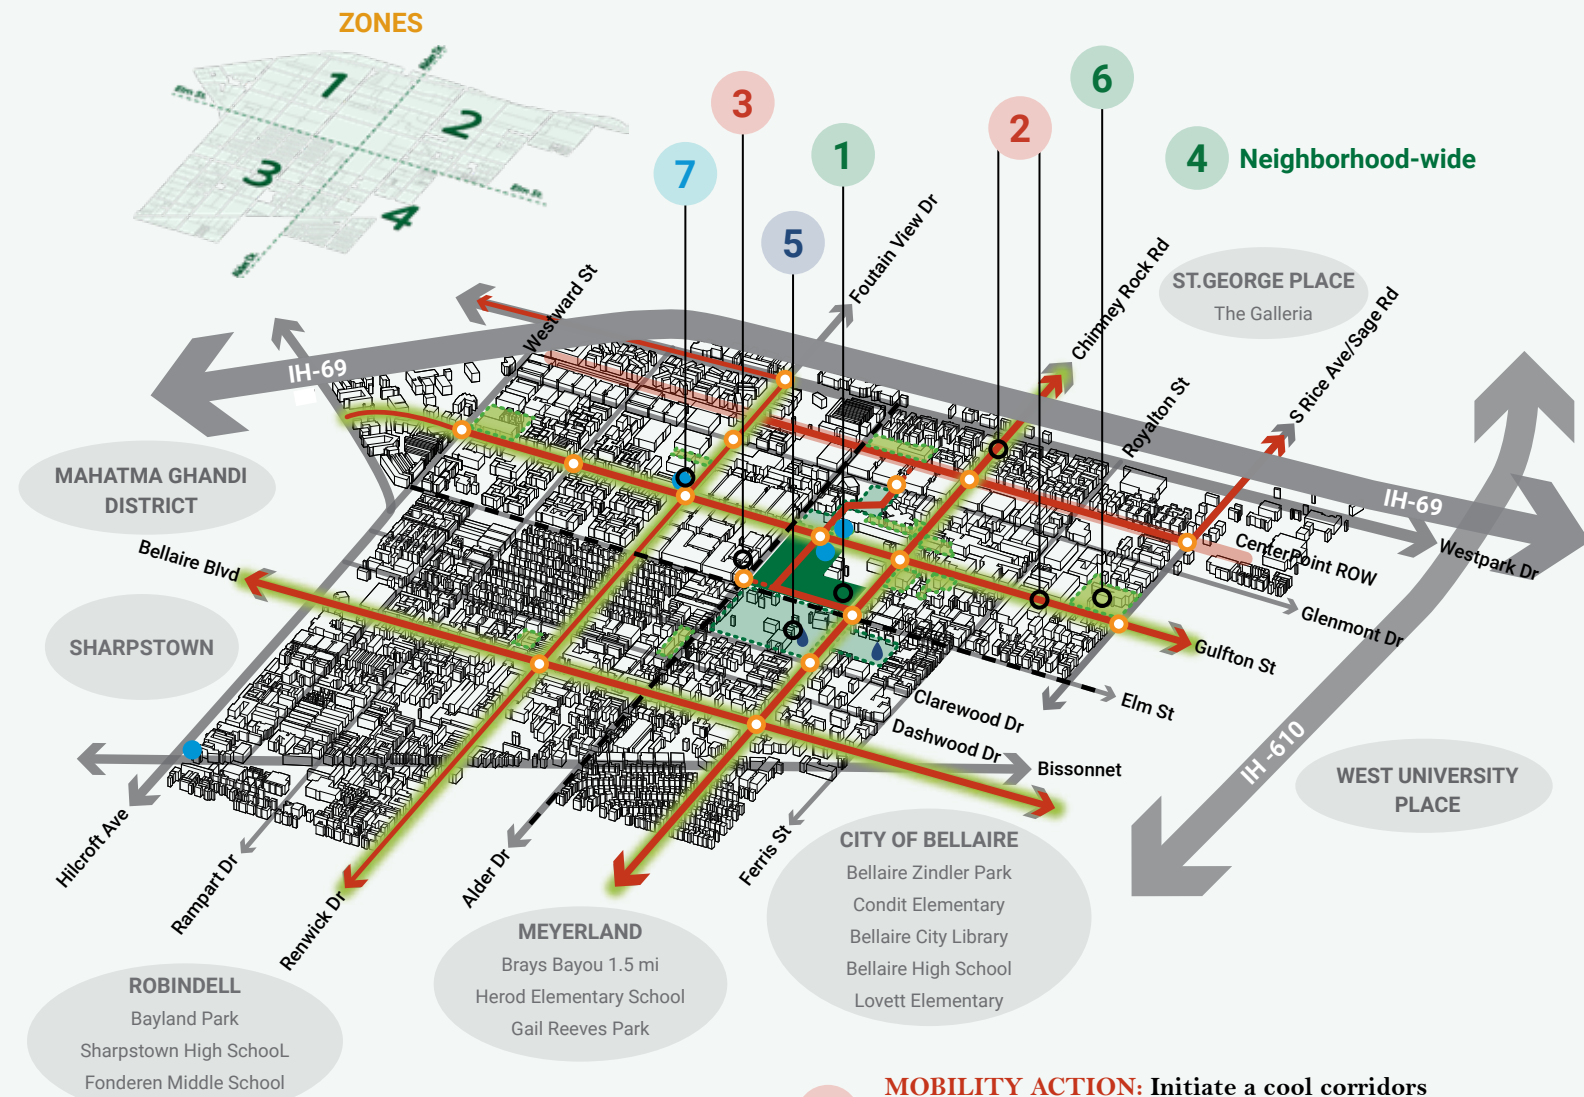 ZONES
1
2
3
4
Elm St.
Elm St.
3
7
5
1
2
6
4 Neighborhood-wide
Westward St
Foutain View Dr
Chimney Rock Rd
Royalton St
S Rice Ave/Sage Rd
ST.GEORGE PLACE
The Galleria
IH-69
IH-69
MAHATMA GHANDI
DISTRICT
Bellaire Blvd
SHARPSTOWN
CenterPoint ROW
Westpark Dr
Glenmont Dr
Gulfton St
Elm St
Clarewood Dr
Dashwood Dr
Bissonnet
IH -610
WEST UNIVERSITY
PLACE
Hilcroft Ave
Rampart Dr
Renwick Dr
Alder Dr
Ferris St
CITY OF BELLAIRE
Bellaire Zindler Park
Condit Elementary
Bellaire City Library
Bellaire High School
Lovett Elementary
MEYERLAND
Brays Bayou 1.5 mi
Herod Elementary School
Gail Reeves Park
ROBINDELL
Bayland Park
Sharpstown High SchooL
Fonderen Middle School
MOBILITY ACTION: Initiate a cool corridors